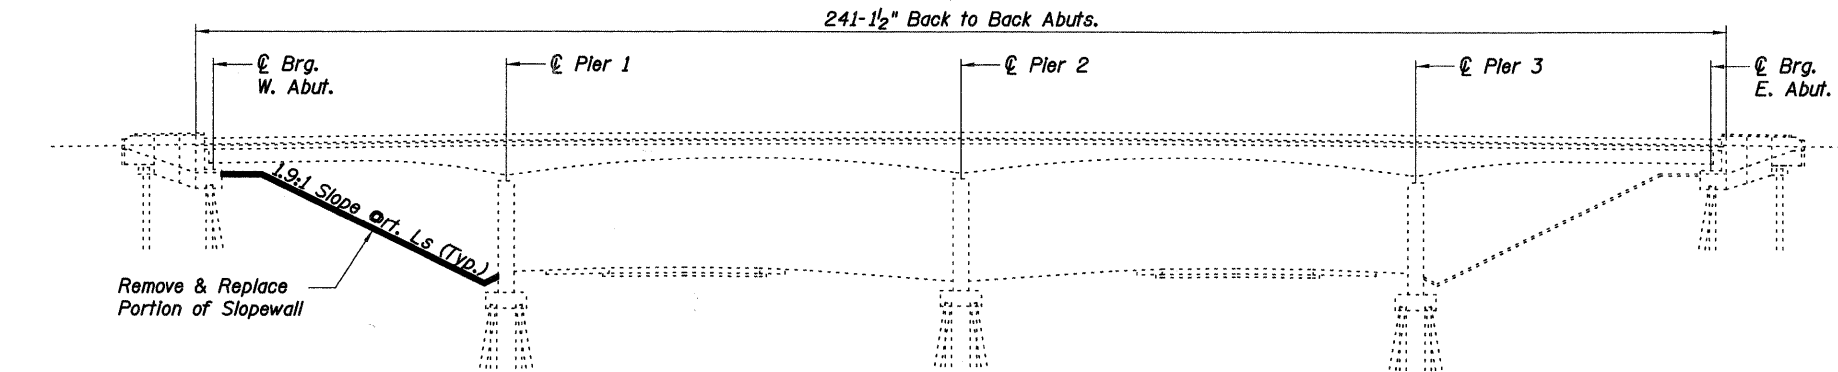 241-1½" Back to Back Abuts.
℄ Brg.
W. Abut.
℄ Pier 1
℄ Pier 2
℄ Pier 3
℄ Brg.
E. Abut.
1.9:1 Slope @ rt. Ls (Typ.)
Remove & Replace
Portion of Slopewall